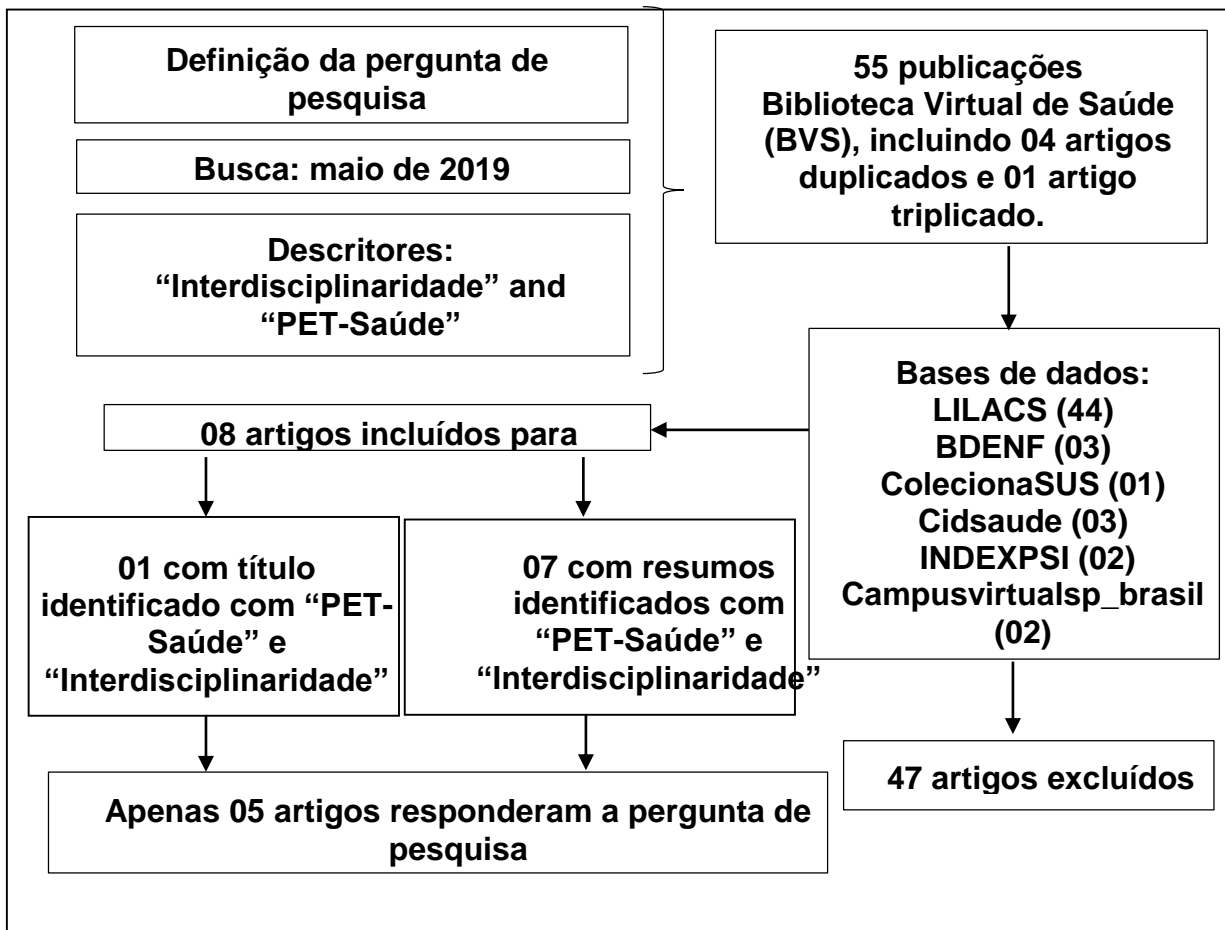 Definição da pergunta de
pesquisa
Busca: maio de 2019
Descritores:
“Interdisciplinaridade” and
“PET-Saúde”
55 publicações
Biblioteca Virtual de Saúde
(BVS), incluindo 04 artigos
duplicados e 01 artigo
triplicado.
Bases de dados:
LILACS (44)
BDENF (03)
ColecionaSUS (01)
Cidsaude (03)
INDEXPSI (02)
Campusvirtualsp_brasil
(02)
08 artigos incluídos para
01 com título
identificado com “PET-
Saúde” e
“Interdisciplinaridade”
07 com resumos
identificados com
“PET-Saúde” e
“Interdisciplinaridade”
47 artigos excluídos
Apenas 05 artigos responderam a pergunta de
pesquisa